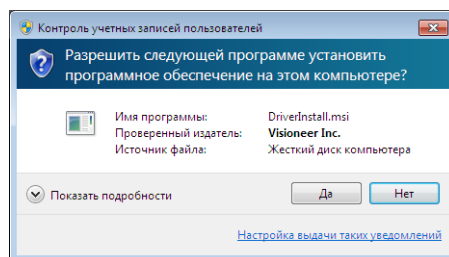 Контроль учетных записей пользователей
Разрешить следующей программе установить
программное обеспечение на этом компьютере?
Имя программы: DriverInstall.msi
Проверенный издатель: Visioneer Inc.
Источник файла: Жесткий диск компьютера
Показать подробности Да Нет
Настройка выдачи таких уведомлений